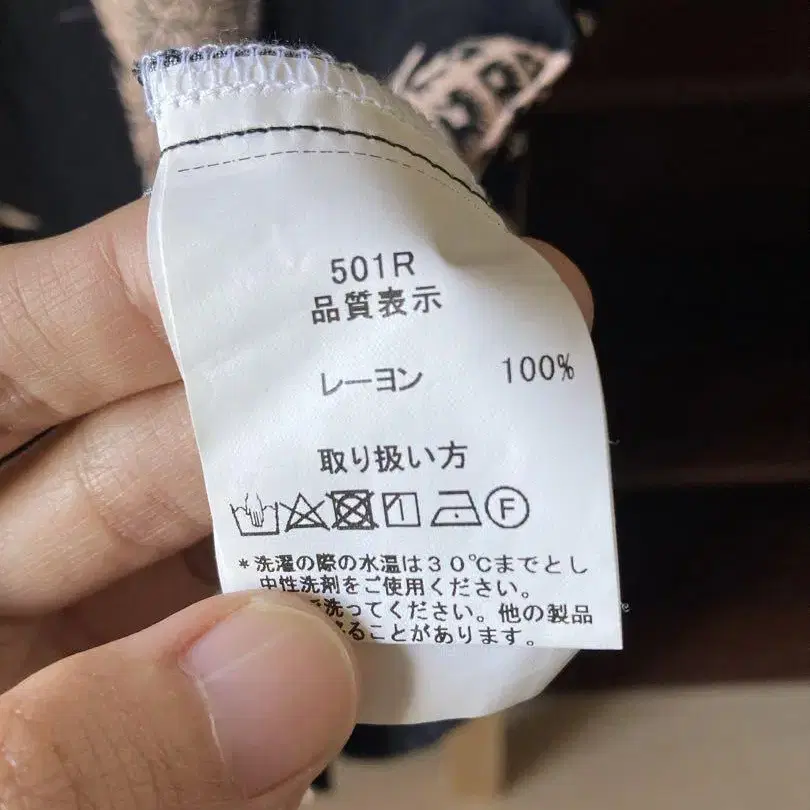 501R
品質表示
レーヨン 100%
取り扱い方
F
*洗濯の際の水温は30℃までとし
中性洗剤をご使用ください。
洗ってください。他の製品
ることがあります。